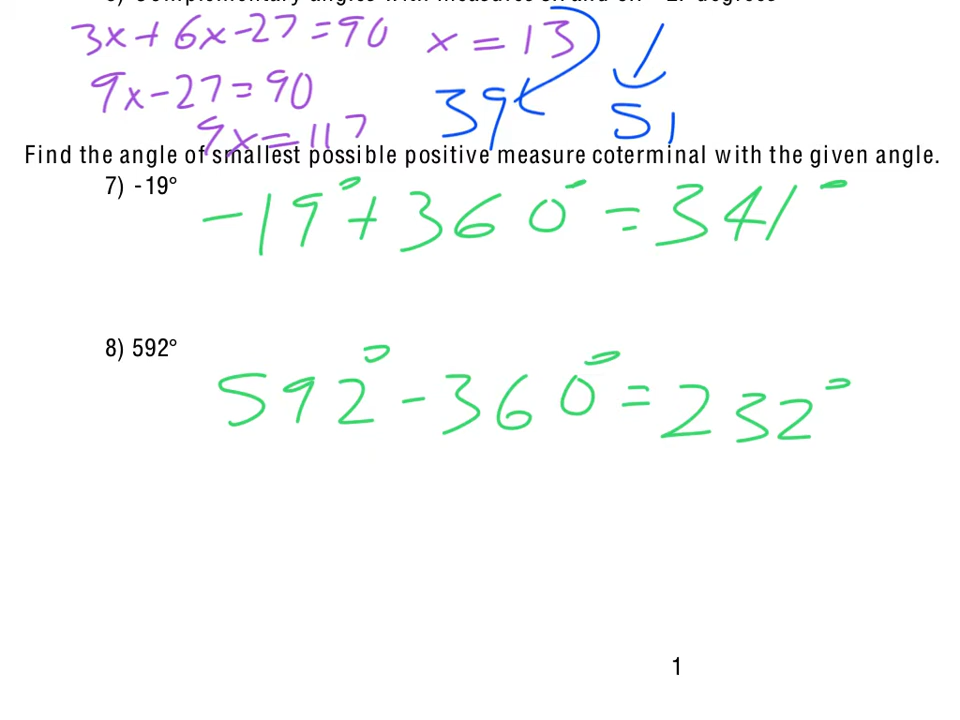 3x + 6x - 27 = 90 x = 13
9x - 27 = 90 39 51
9x = 117
Find the angle of smallest possible positive measure coterminal with the given angle.
7) -19°
-19° + 360° = 341°
8) 592°
592° - 360° = 232°
1